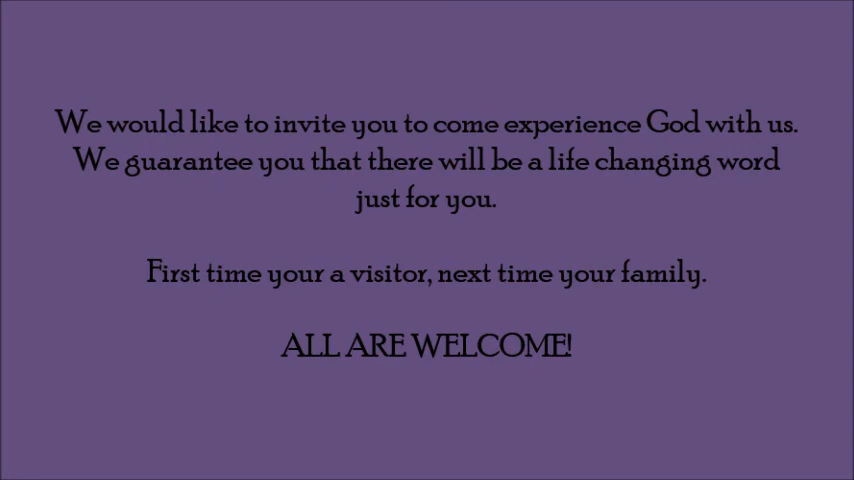 We would like to invite you to come experience God with us.
We guarantee you that there will be a life changing word
just for you.
First time your a visitor, next time your family.
ALL ARE WELCOME!